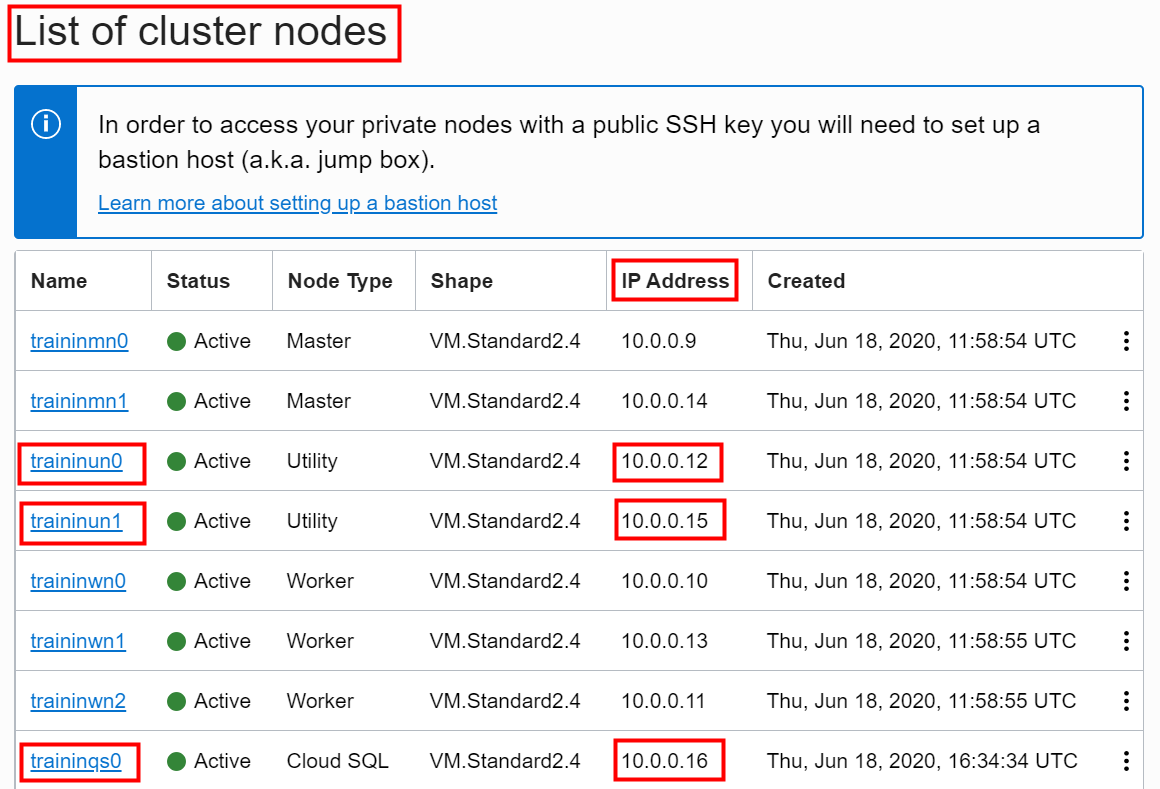 List of cluster nodes
In order to access your private nodes with a public SSH key you will need to set up a
bastion host (a.k.a. jump box).
Learn more about setting up a bastion host
Name Status Node Type Shape IP Address Created
traininmn0 Active Master VM.Standard2.4 10.0.0.9 Thu, Jun 18, 2020, 11:58:54 UTC
traininmn1 Active Master VM.Standard2.4 10.0.0.14 Thu, Jun 18, 2020, 11:58:54 UTC
traininun0 Active Utility VM.Standard2.4 10.0.0.12 Thu, Jun 18, 2020, 11:58:54 UTC
traininun1 Active Utility VM.Standard2.4 10.0.0.15 Thu, Jun 18, 2020, 11:58:54 UTC
traininwn0 Active Worker VM.Standard2.4 10.0.0.10 Thu, Jun 18, 2020, 11:58:54 UTC
traininwn1 Active Worker VM.Standard2.4 10.0.0.13 Thu, Jun 18, 2020, 11:58:55 UTC
traininwn2 Active Worker VM.Standard2.4 10.0.0.11 Thu, Jun 18, 2020, 11:58:55 UTC
traininqs0 Active Cloud SQL VM.Standard2.4 10.0.0.16 Thu, Jun 18, 2020, 16:34:34 UTC